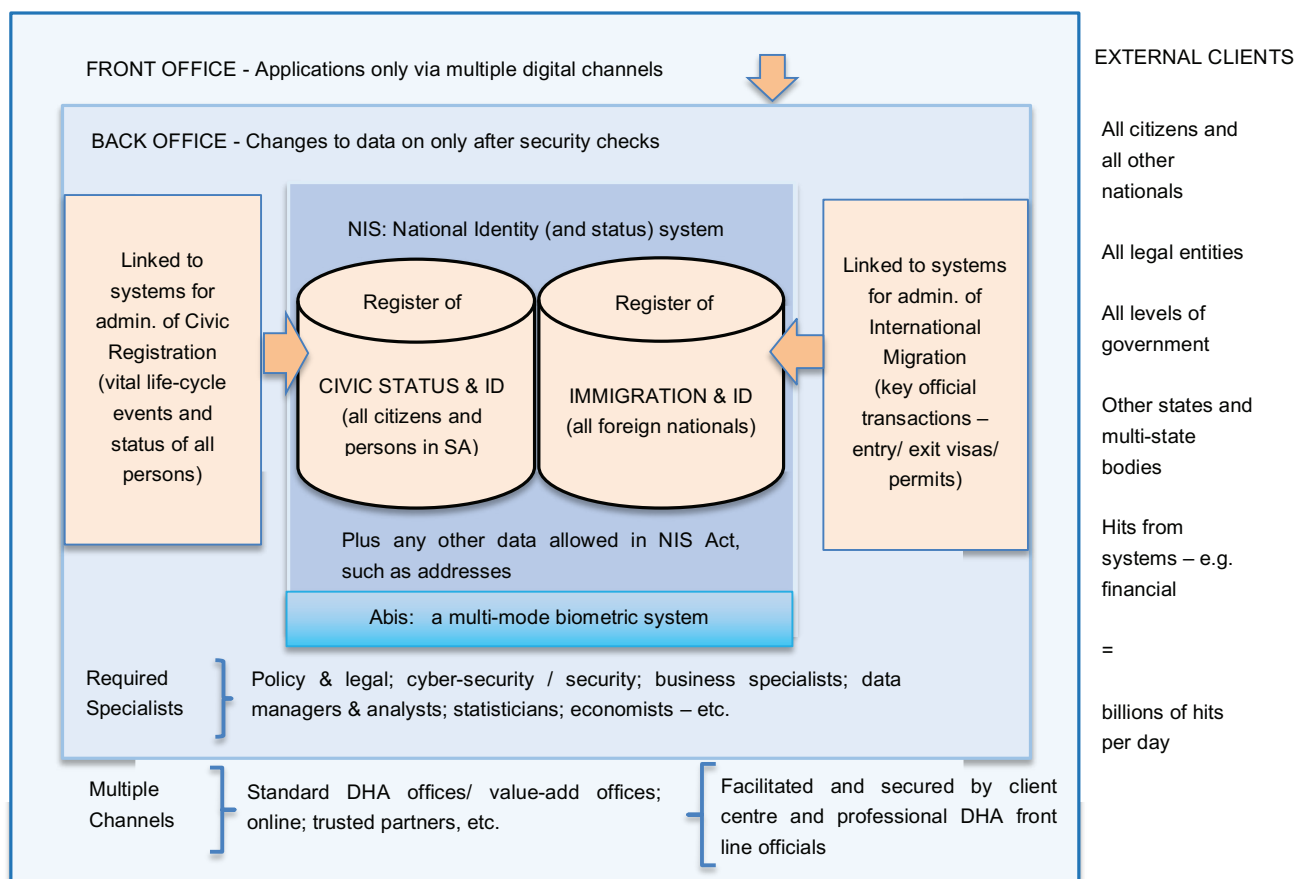 FRONT OFFICE - Applications only via multiple digital channels
BACK OFFICE - Changes to data on only after security checks
Linked to
systems for
admin. of Civic
Registration
(vital life-cycle
events and
status of all
persons)
NIS: National Identity (and status) system
Register of
CIVIC STATUS & ID
(all citizens and
persons in SA)
Register of
IMMIGRATION & ID
(all foreign nationals)
Plus any other data allowed in NIS Act,
such as addresses
Abis: a multi-mode biometric system
Linked to systems
for admin. of
International
Migration
(key official
transactions –
entry/ exit visas/
permits)
Required
Specialists
Policy & legal; cyber-security / security; business specialists; data
managers & analysts; statisticians; economists – etc.
Multiple
Channels
Standard DHA offices/ value-add offices;
online; trusted partners, etc.
Facilitated and secured by client
centre and professional DHA front
line officials
EXTERNAL CLIENTS
All citizens and
all other
nationals
All legal entities
All levels of
government
Other states and
multi-state
bodies
Hits from
systems – e.g.
financial
=
billions of hits
per day